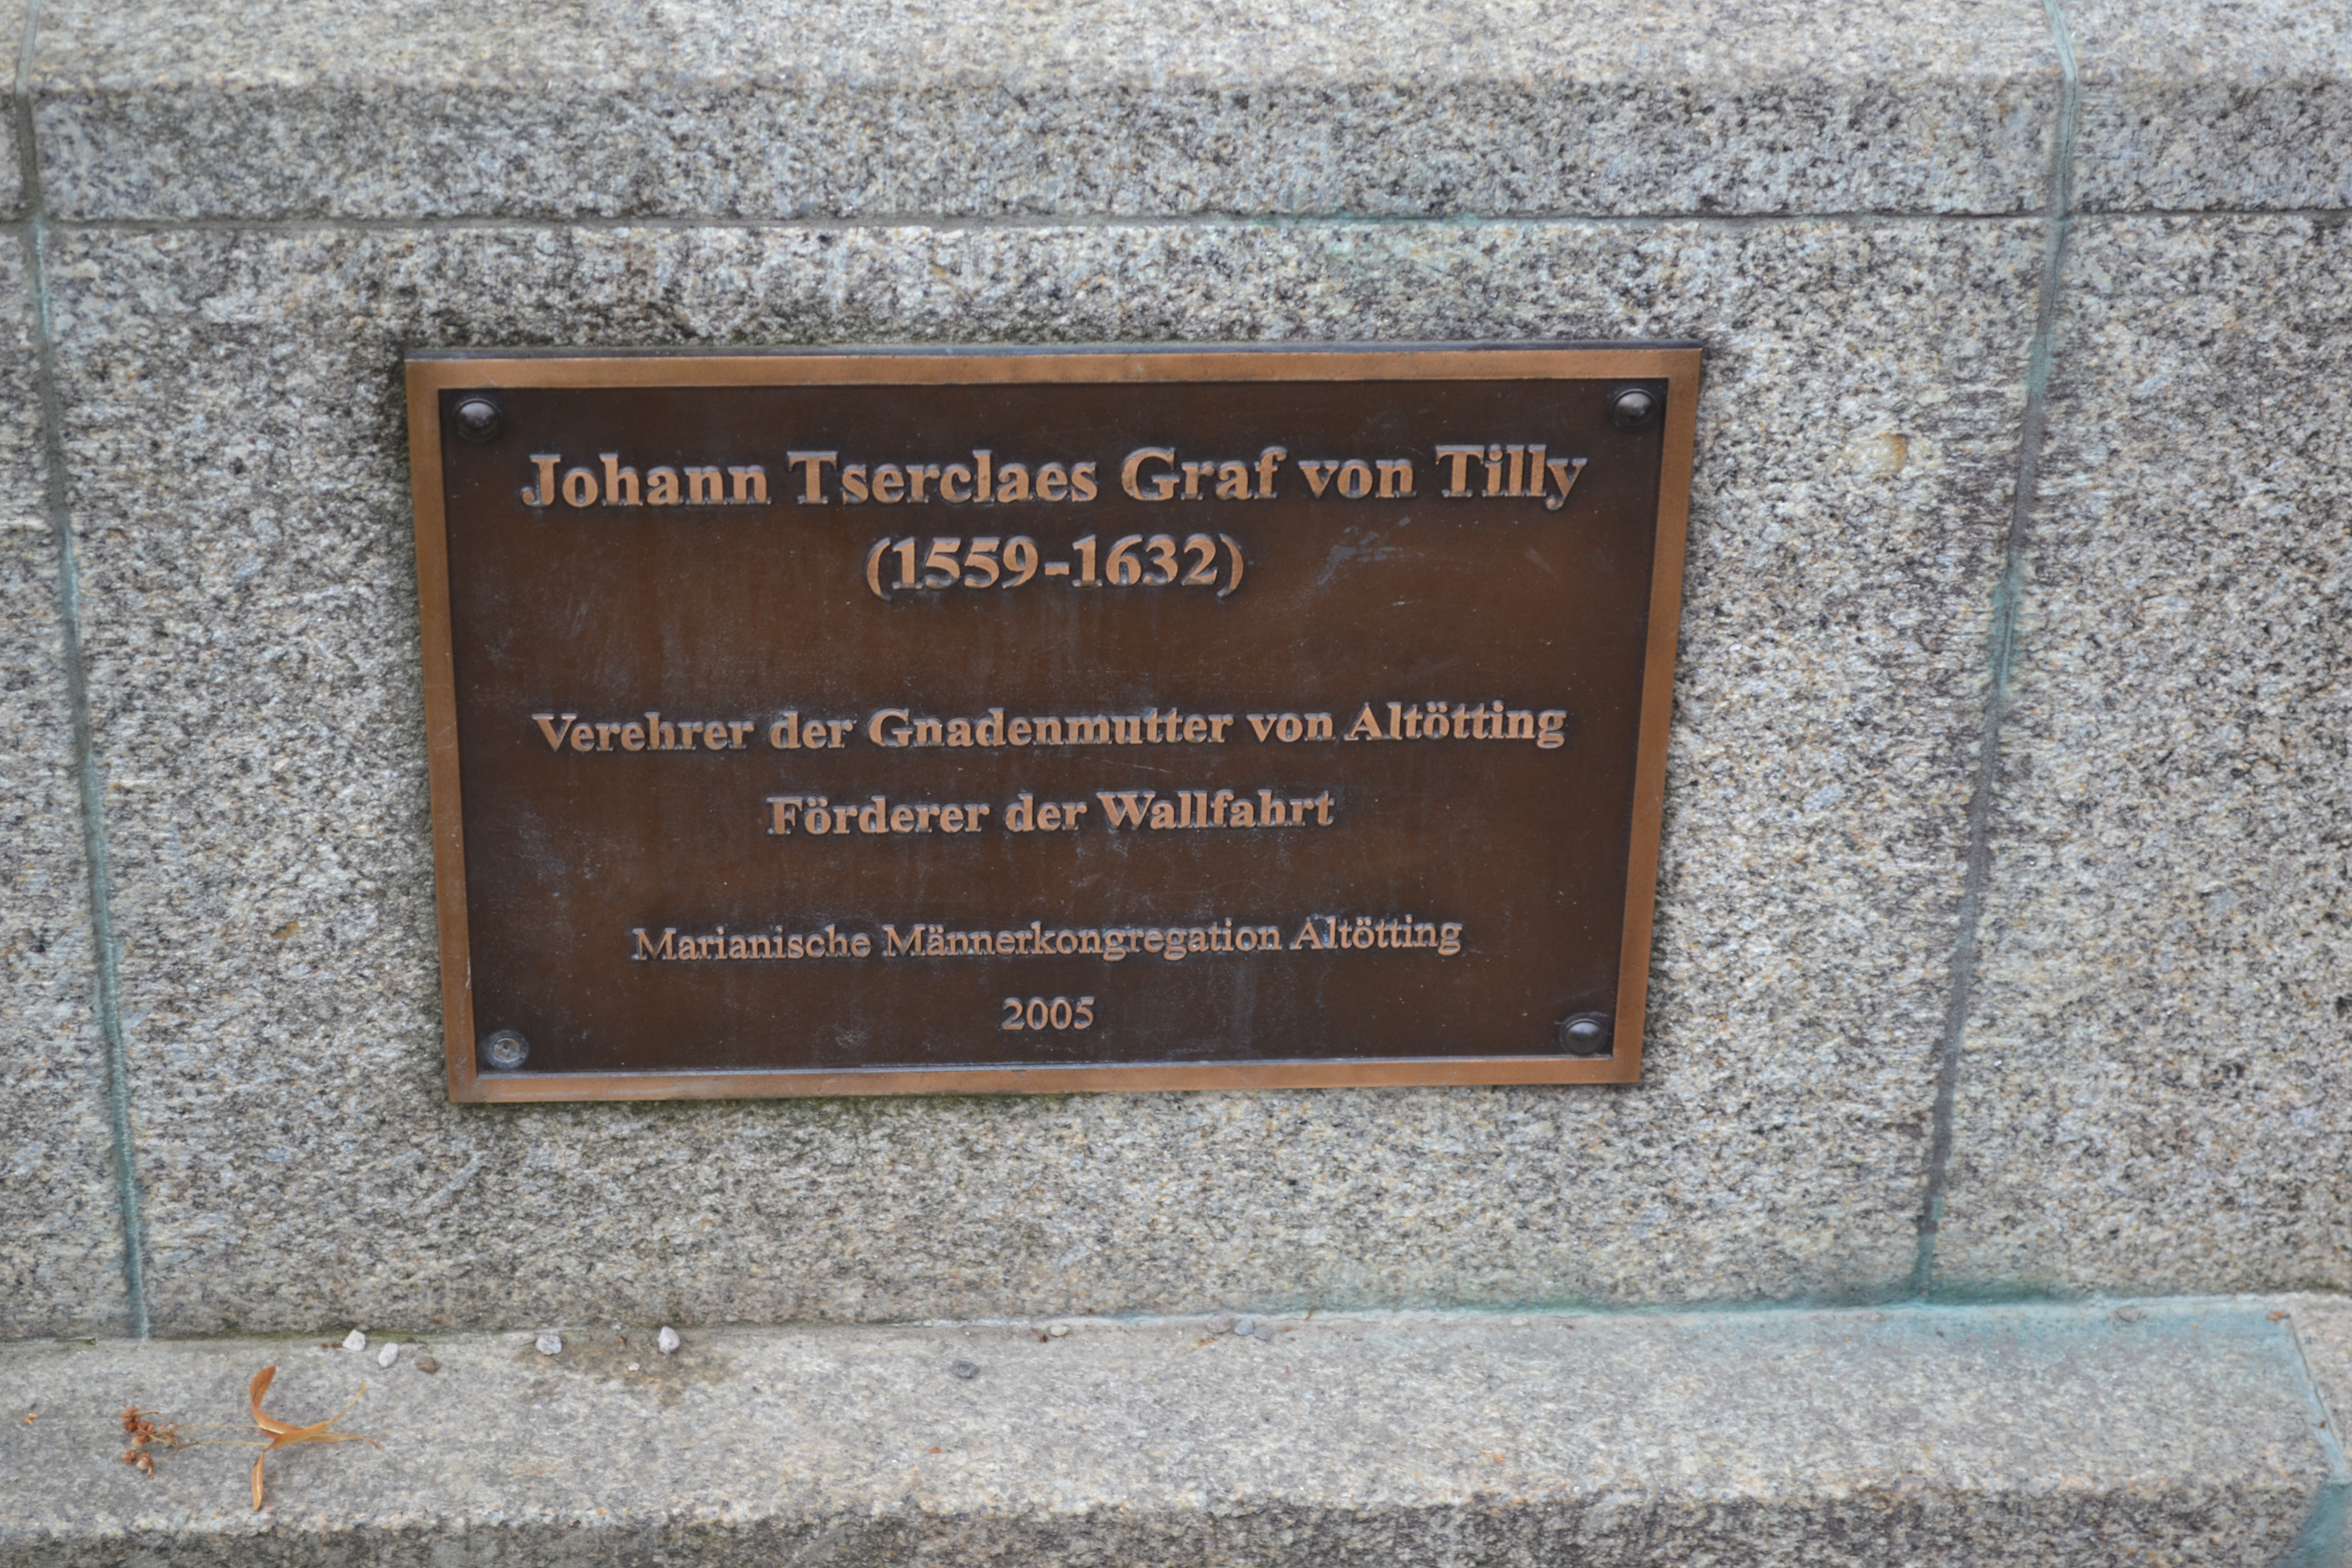 Johann Tserclaes Graf von Tilly
(1559-1632)
Verehrer der Gnadenmutter von Altötting
Förderer der Wallfahrt
Marianische Männerkongregation Altötting
2005